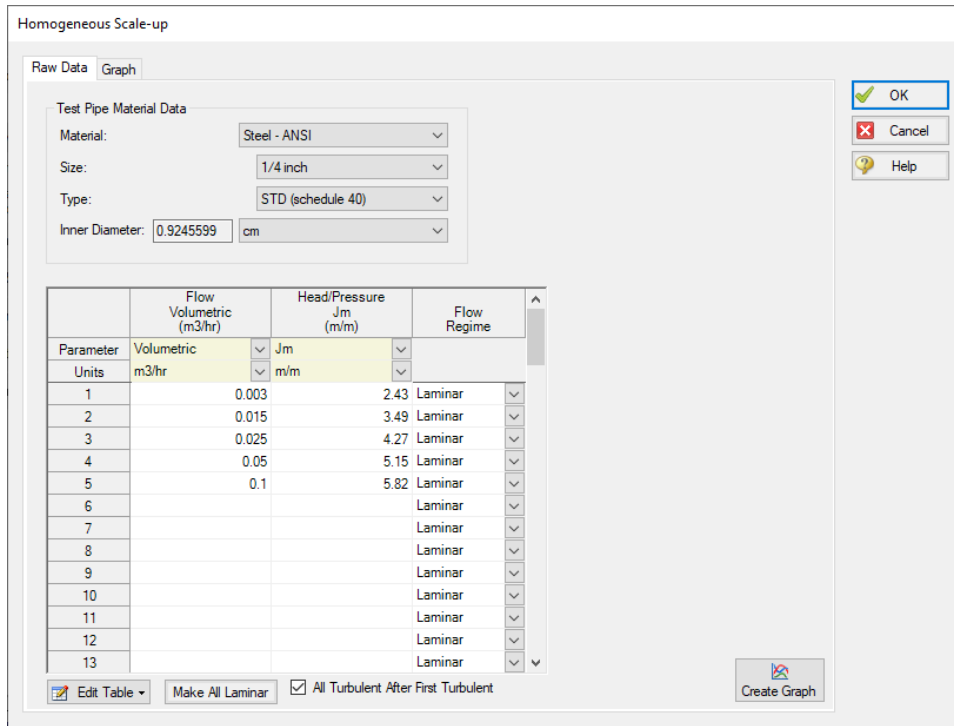 Homogeneous Scale-up
Raw Data Graph
Test Pipe Material Data
Material: Steel - ANSI
Size: 1/4 inch
Type: STD (schedule 40)
Inner Diameter: 0.9245599 cm
OK
Cancel
Help
Flow Volumetric (m3/hr) Head/Pressure Jm (m/m) Flow Regime
Parameter Volumetric Jm
Units m3/hr m/m
1 0.003 2.43 Laminar
2 0.015 3.49 Laminar
3 0.025 4.27 Laminar
4 0.05 5.15 Laminar
5 0.1 5.82 Laminar
6 Laminar
7 Laminar
8 Laminar
9 Laminar
10 Laminar
11 Laminar
12 Laminar
13 Laminar
Edit Table Make All Laminar All Turbulent After First Turbulent
Create Graph